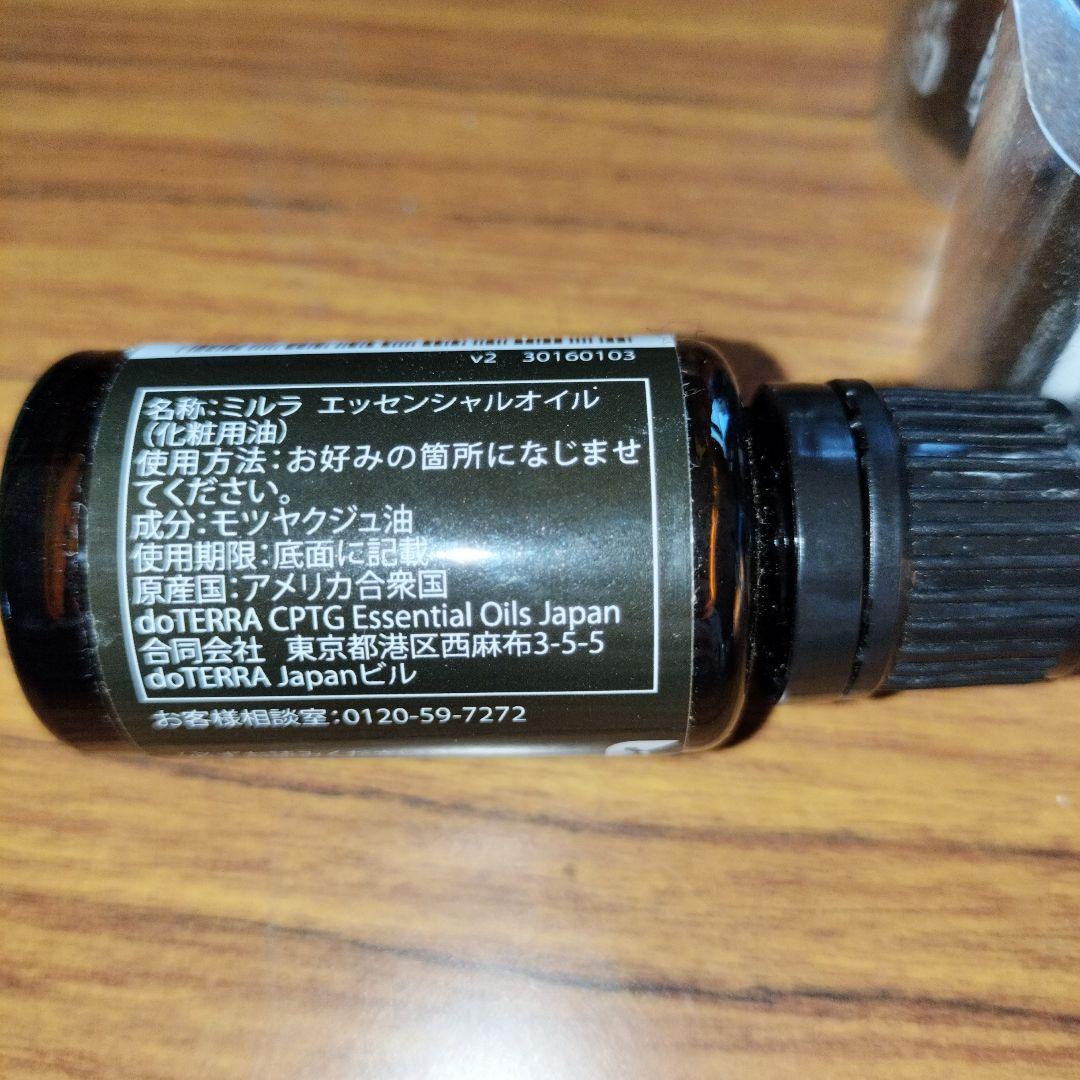 v2 30160103
名称：ミルラ エッセンシャルオイル
（化粧用油）
使用方法：お好みの箇所になじませ
てください。
成分：モツヤクジュ油
使用期限：底面に記載
原産国：アメリカ合衆国
doTERRA CPTG Essential Oils Japan
合同会社 東京都港区西麻布3-5-5
doTERRA Japanビル
お客様相談室：0120-59-7272